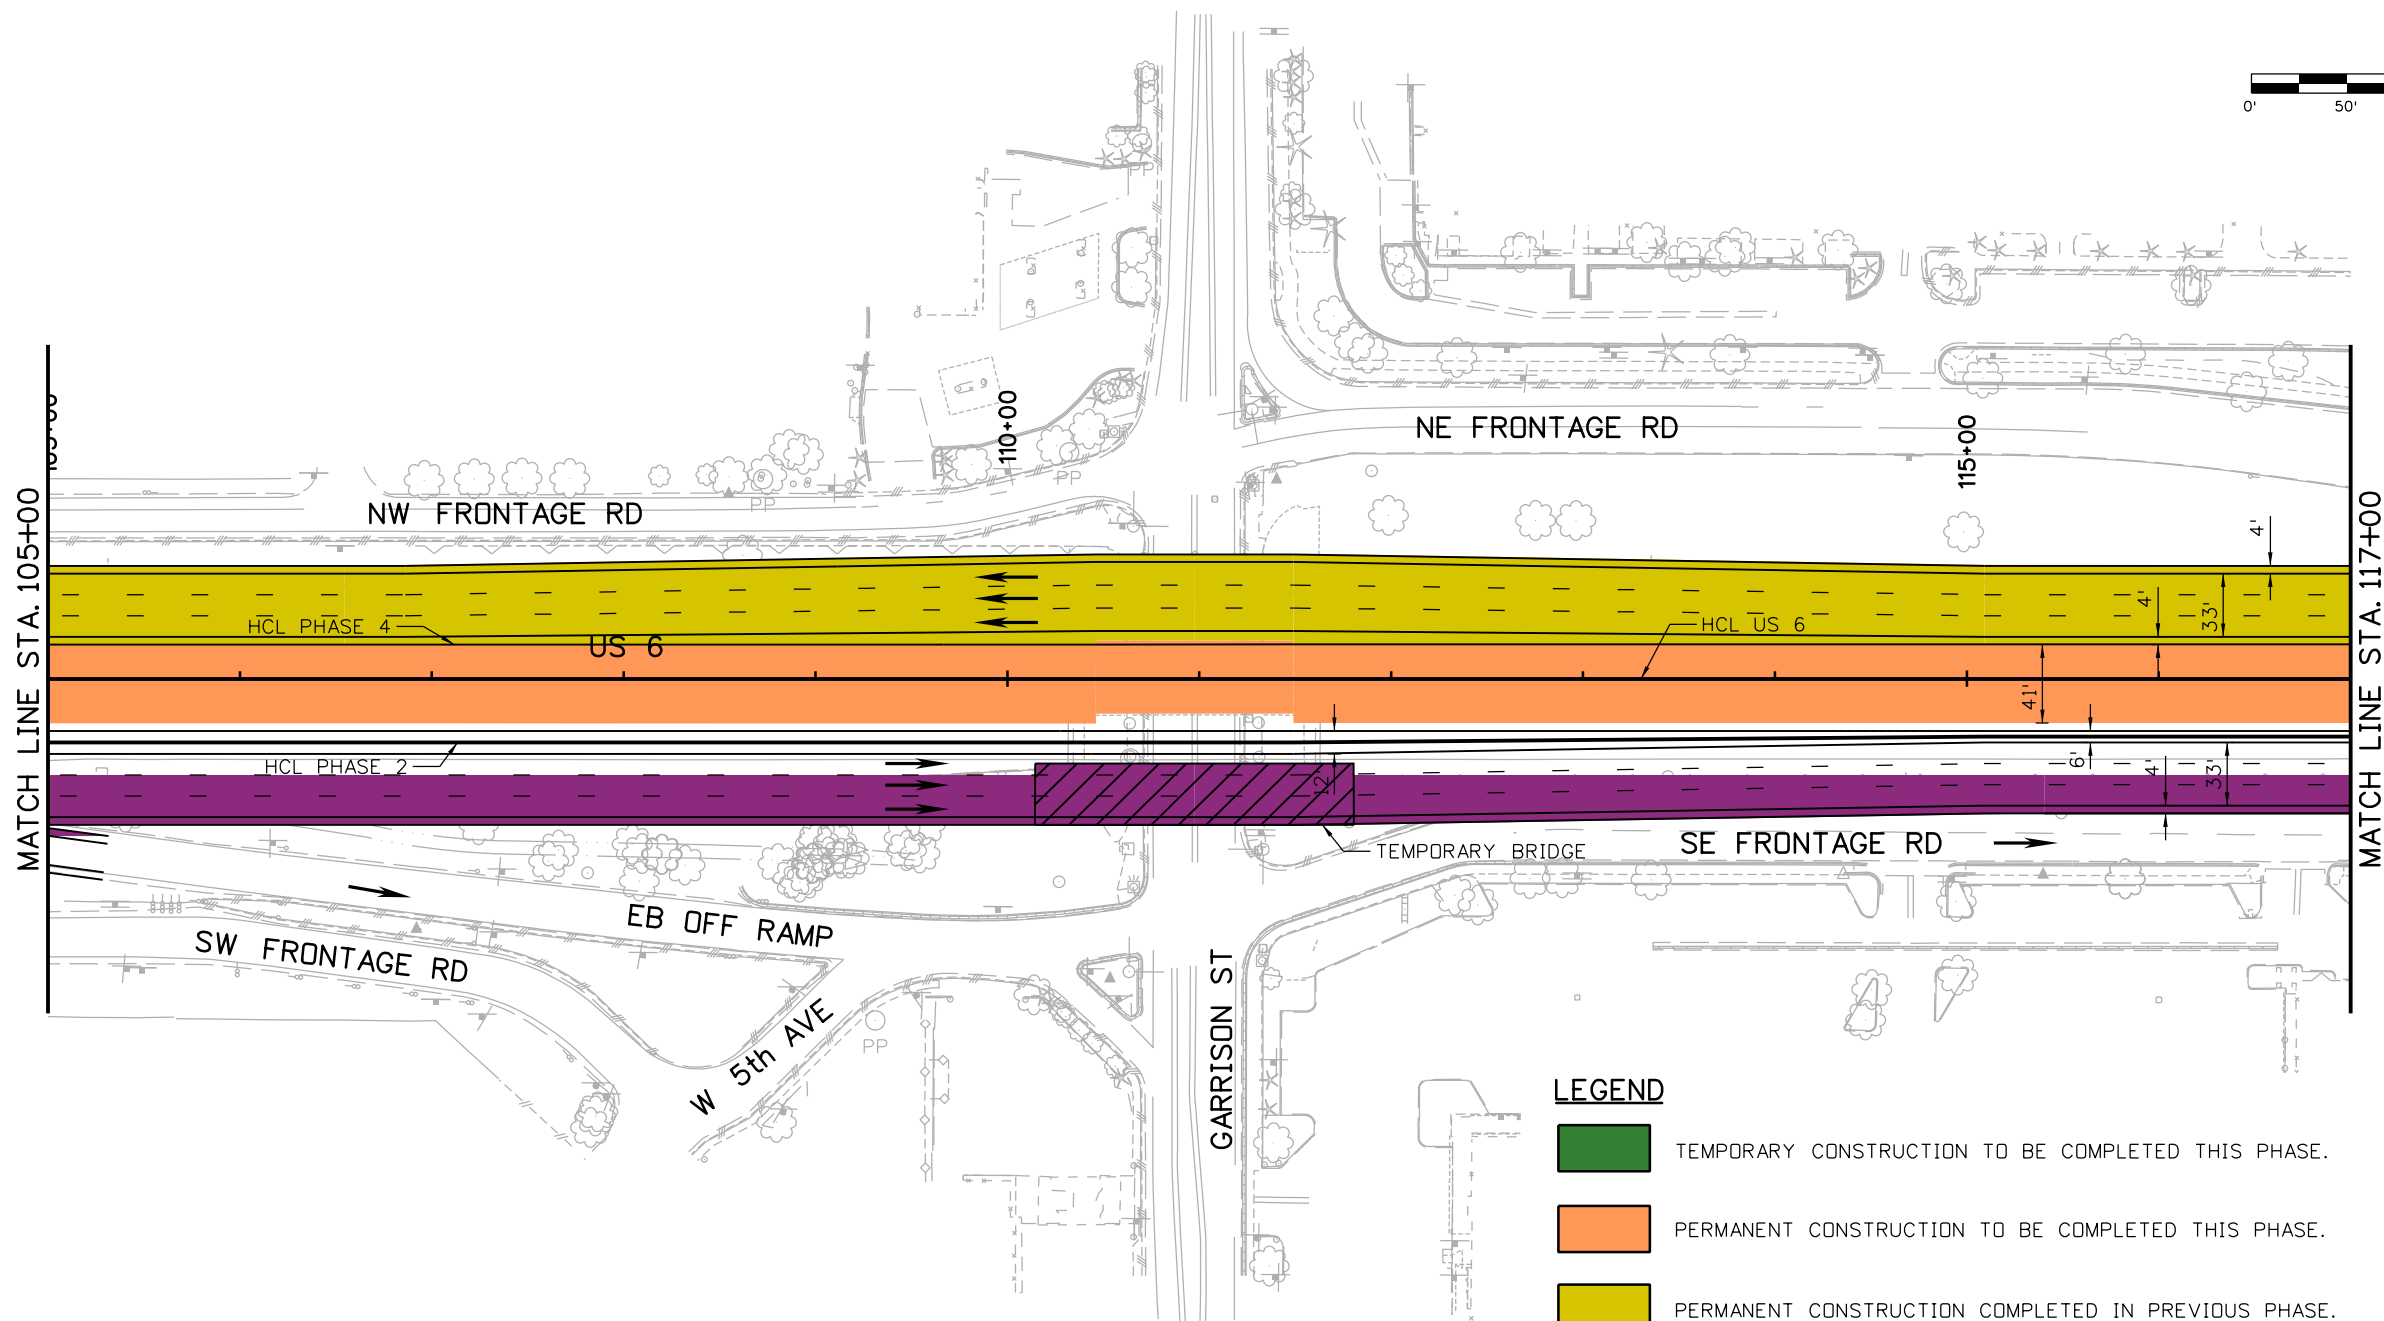 0' 50'
PP
110+00
115+00
NE FRONTAGE RD
PP
PP
NW FRONTAGE RD
4'
4'
33'
HCL PHASE 4
US 6
HCL US 6
41'
HCL PHASE 2
12'
6'
4'
33'
TEMPORARY BRIDGE
SE FRONTAGE RD
EB OFF RAMP
SW FRONTAGE RD
W 5th AVE
PP
GARRISON ST
MATCH LINE STA. 105+00
MATCH LINE STA. 117+00
LEGEND
TEMPORARY CONSTRUCTION TO BE COMPLETED THIS PHASE.
PERMANENT CONSTRUCTION TO BE COMPLETED THIS PHASE.
PERMANENT CONSTRUCTION COMPLETED IN PREVIOUS PHASE.